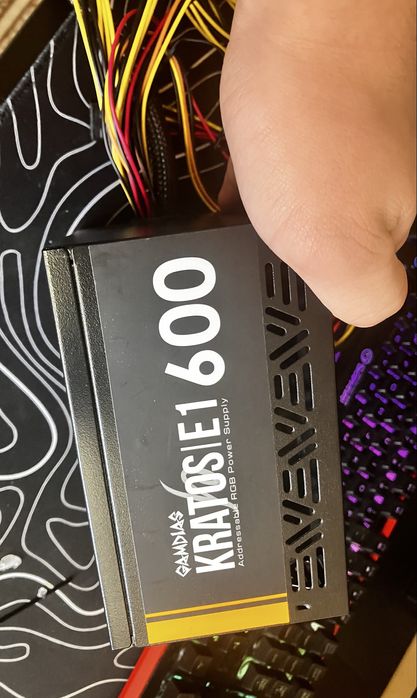 GAMDIAS
KRATOS E1 600
Addressable RGB Power Supply